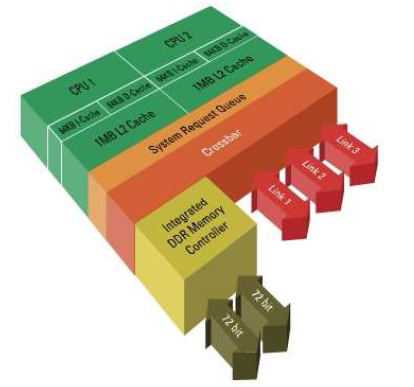 CPU 1
CPU 2
64KB I-Cache
64KB D-Cache
64KB I-Cache
64KB D-Cache
1MB L2 Cache
1MB L2 Cache
System Request Queue
Crossbar
Integrated
DDR Memory
Controller
Link 1
Link 2
Link 3
72 bit
72 bit